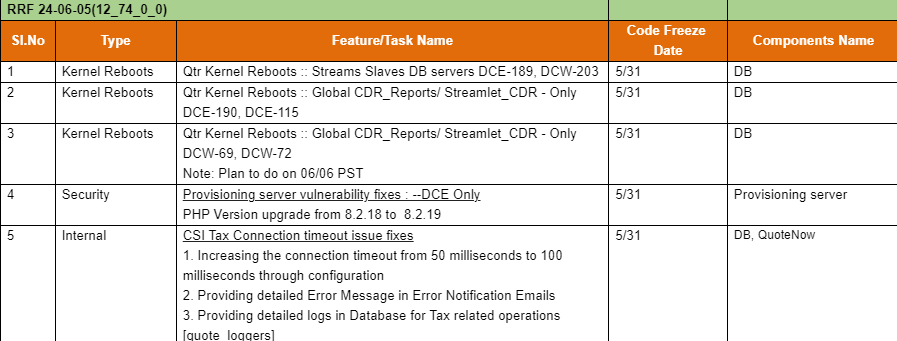 RRF 24-06-05(12_74_0_0)
Sl.No Type Feature/Task Name Code Freeze Date Components Name
1 Kernel Reboots Qtr Kernel Reboots :: Streams Slaves DB servers DCE-189, DCW-203 5/31 DB
2 Kernel Reboots Qtr Kernel Reboots :: Global CDR_Reports/ Streamlet_CDR - Only 5/31 DB
DCE-190, DCE-115
3 Kernel Reboots Qtr Kernel Reboots :: Global CDR_Reports/ Streamlet_CDR - Only 5/31 DB
DCW-69, DCW-72
Note: Plan to do on 06/06 PST
4 Security Provisioning server vulnerability fixes : --DCE Only 5/31 Provisioning server
PHP Version upgrade from 8.2.18 to 8.2.19
5 Internal CSI Tax Connection timeout issue fixes 5/31 DB, QuoteNow
1. Increasing the connection timeout from 50 milliseconds to 100
milliseconds through configuration
2. Providing detailed Error Message in Error Notification Emails
3. Providing detailed logs in Database for Tax related operations
[quote_loggers]